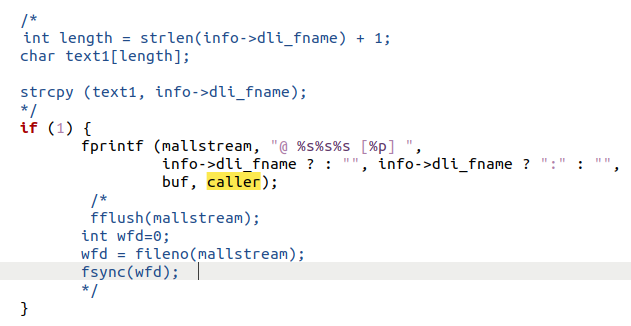 /*
int length = strlen(info->dli_fname) + 1;
char text1[length];
strcpy (text1, info->dli_fname);
*/
if (1) {
fprintf (mallstream, "@ %s%s%s [%p] ",
info->dli_fname ? : "", info->dli_fname ? ":" : "",
buf, caller);
/*
fflush(mallstream);
int wfd=0;
wfd = fileno(mallstream);
fsync(wfd);
*/
}